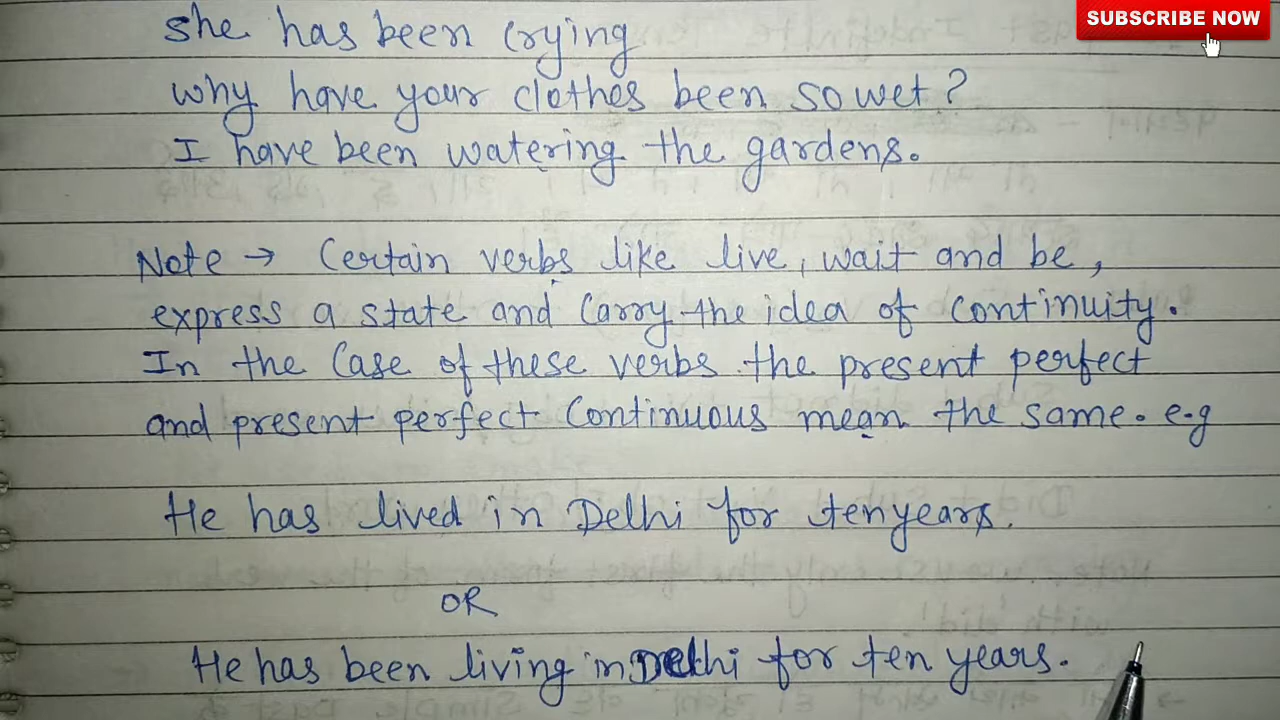 SUBSCRIBE NOW
she has been crying
why have your clothes been so wet?
I have been watering the gardens.
Note → Certain verbs like live, wait and be,
express a state and carry the idea of continuity.
In the case of these verbs the present perfect
and present perfect continuous mean the same. e.g
He has lived in Delhi for ten years.
OR
He has been living in Delhi for ten years.